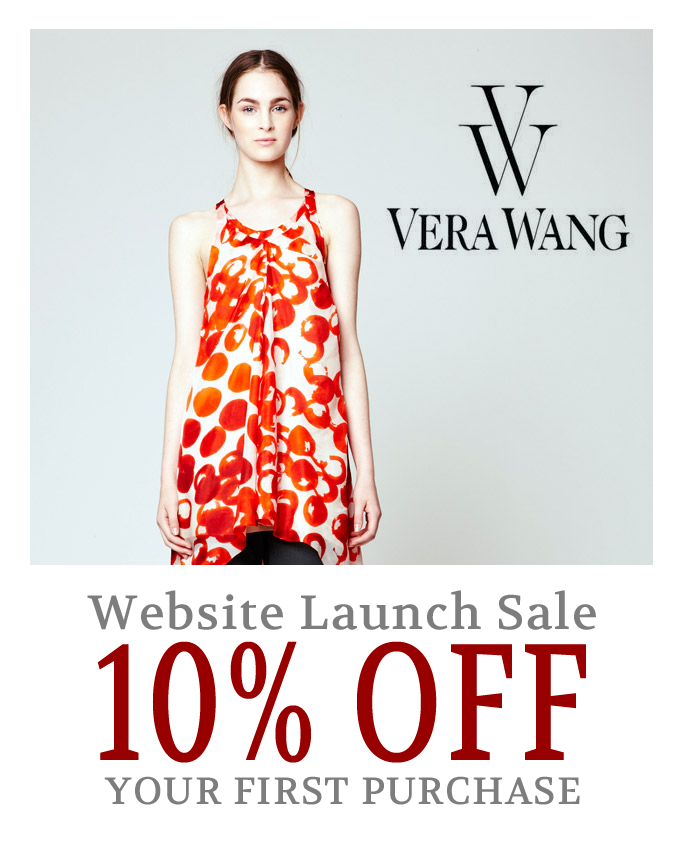 VW
VERA WANG
Website Launch Sale
10% OFF
YOUR FIRST PURCHASE